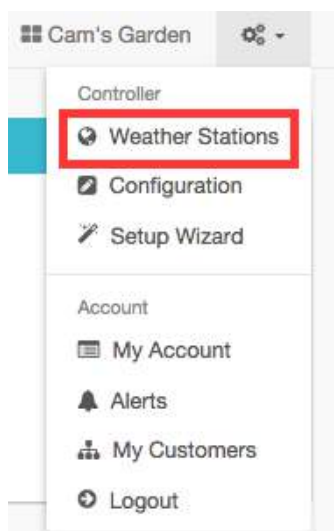 Cam's Garden
Controller
Weather Stations
Configuration
Setup Wizard
Account
My Account
Alerts
My Customers
Logout